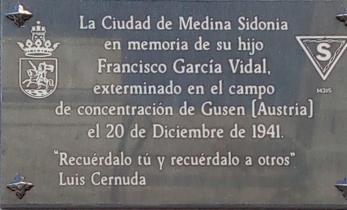 La Ciudad de Medina Sidonia
en memoria de su hijo
Francisco García Vidal,
exterminado en el campo
de concentración de Gusen [Austria]
el 20 de Diciembre de 1941.
"Recuérdalo tú y recuérdalo a otros"
Luis Cernuda
S